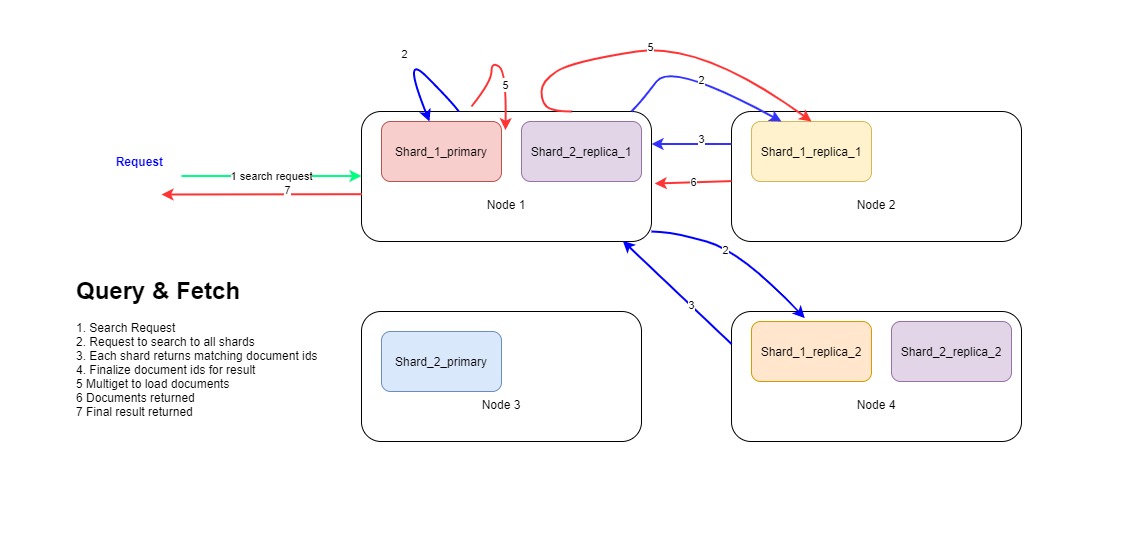 2
5
5
2
Shard_1_primary
Shard_2_replica_1
Shard_1_replica_1
3
Request
1 search request
6
7
Node 1
Node 2
2
Query & Fetch
3
1. Search Request
2. Request to search to all shards
3. Each shard returns matching document ids
4. Finalize document ids for result
5 Multiget to load documents
6 Documents returned
7 Final result returned
Shard_2_primary
Node 3
Shard_1_replica_2
Shard_2_replica_2
Node 4